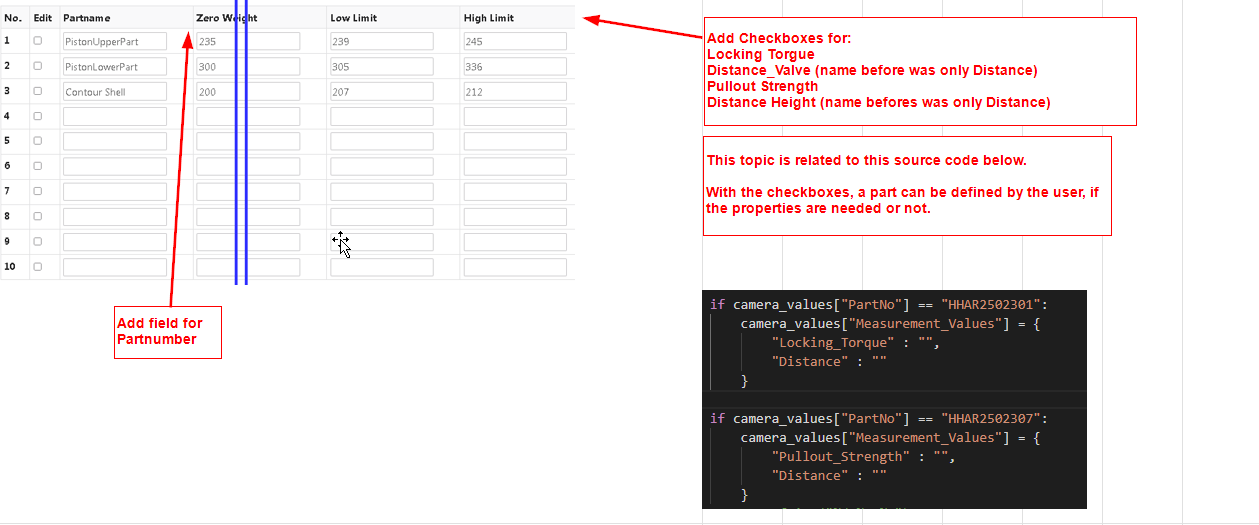 No. Edit Partname Zero Weight Low Limit High Limit
1 PistonUpperPart 235 239 245
2 PistonLowerPart 300 305 336
3 Contour Shell 200 207 212
4
5
6
7
8
9
10
Add field for
Partnumber
Add Checkboxes for:
Locking Torgue
Distance_Valve (name before was only Distance)
Pullout Strength
Distance Height (name befores was only Distance)
This topic is related to this source code below.
With the checkboxes, a part can be defined by the user, if
the properties are needed or not.
if camera_values["PartNo"] == "HHAR2502301":
camera_values["Measurement_Values"] = {
"Locking_Torque" : "",
"Distance" : ""
}
if camera_values["PartNo"] == "HHAR2502307":
camera_values["Measurement_Values"] = {
"Pullout_Strength" : "",
"Distance" : ""
}